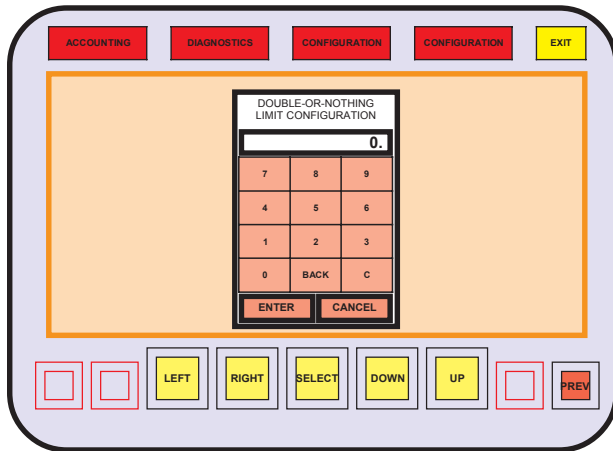 ACCOUNTING DIAGNOSTICS CONFIGURATION CONFIGURATION EXIT
DOUBLE-OR-NOTHING
LIMIT CONFIGURATION
0.
7 8 9
4 5 6
1 2 3
0 BACK C
ENTER CANCEL
LEFT RIGHT SELECT DOWN UP PREV